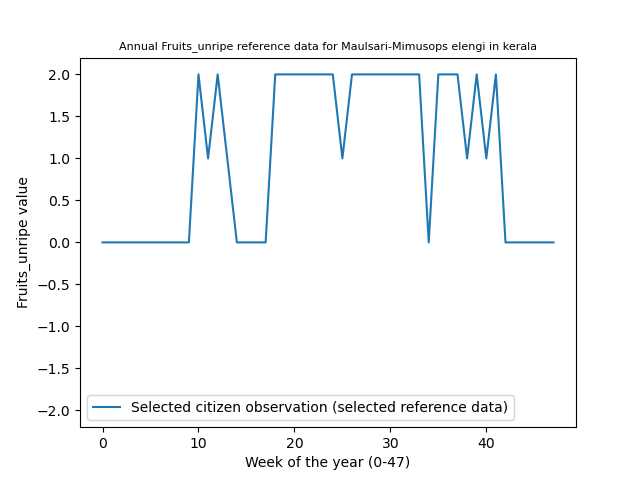 Annual Fruits_unripe reference data for Maulsari-Mimusops elengi in kerala
2.0
1.5
1.0
0.5
0.0
−0.5
−1.0
−1.5
−2.0
Fruits_unripe value
Selected citizen observation (selected reference data)
0 10 20 30 40
Week of the year (0-47)